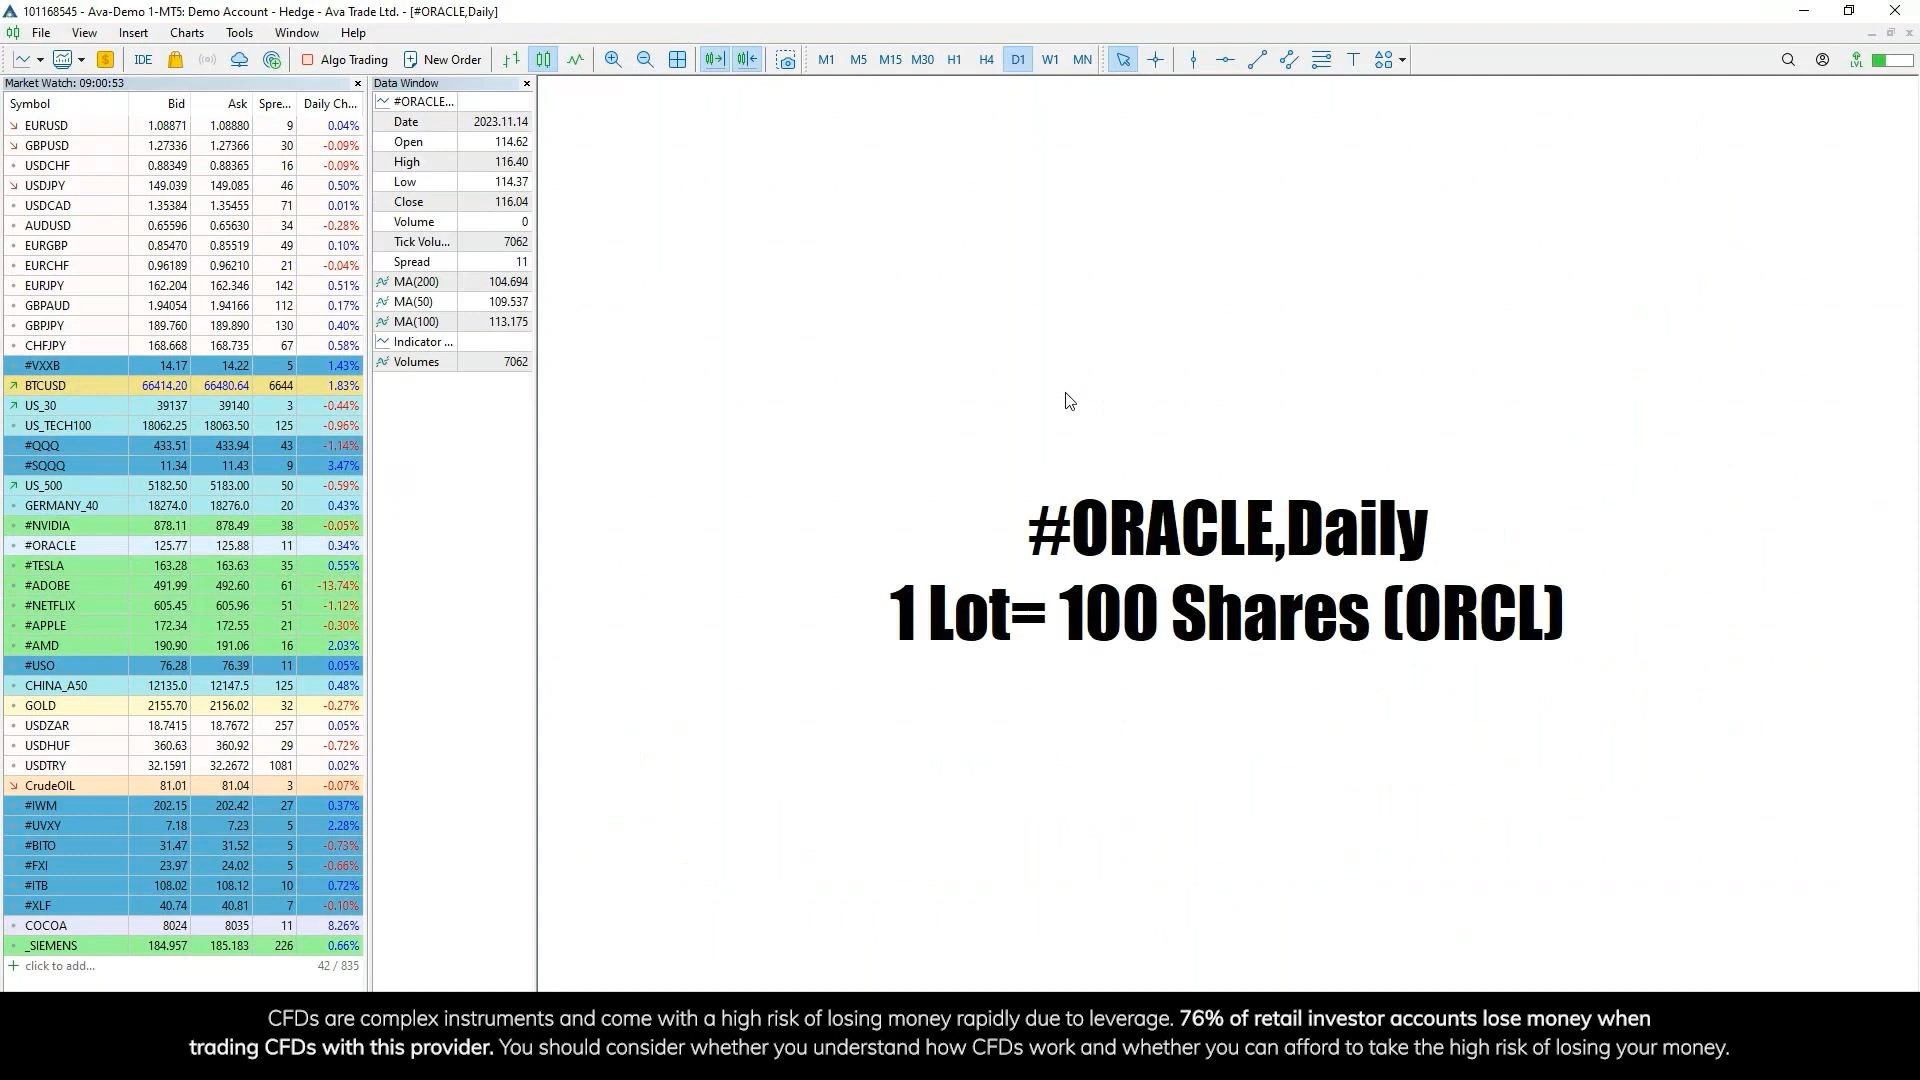 101168545 - Ava-Demo 1-MT5: Demo Account - Hedge - Ava Trade Ltd. - [#ORACLE,Daily]
File View Insert Charts Tools Window Help
IDE Algo Trading New Order M1 M5 M15 M30 H1 H4 D1 W1 MN T LVL
Market Watch: 09:00:53
Symbol Bid Ask Spre... Daily Ch...
EURUSD 1.08871 1.08880 9 0.04%
GBPUSD 1.27336 1.27366 30 -0.09%
USDCHF 0.88349 0.88365 16 -0.09%
USDJPY 149.039 149.085 46 0.50%
USDCAD 1.35384 1.35455 71 0.01%
AUDUSD 0.65596 0.65630 34 -0.28%
EURGBP 0.85470 0.85519 49 0.10%
EURCHF 0.96189 0.96210 21 -0.04%
EURJPY 162.204 162.346 142 0.51%
GBPAUD 1.94054 1.94166 112 0.17%
GBPJPY 189.760 189.890 130 0.40%
CHFJPY 168.668 168.735 67 0.58%
#VXXB 14.17 14.22 5 1.43%
BTCUSD 66414.20 66480.64 6644 1.83%
US_30 39137 39140 3 -0.44%
US_TECH100 18062.25 18063.50 125 -0.96%
#QQQ 433.51 433.94 43 -1.14%
#SQQQ 11.34 11.43 9 3.47%
US_500 5182.50 5183.00 50 -0.59%
GERMANY_40 18274.0 18276.0 20 0.43%
#NVIDIA 878.11 878.49 38 -0.05%
#ORACLE 125.77 125.88 11 0.34%
#TESLA 163.28 163.63 35 0.55%
#ADOBE 491.99 492.60 61 -13.74%
#NETFLIX 605.45 605.96 51 -1.12%
#APPLE 172.34 172.55 21 -0.30%
#AMD 190.90 191.06 16 2.03%
#USO 76.28 76.39 11 0.05%
CHINA_A50 12135.0 12147.5 125 0.48%
GOLD 2155.70 2156.02 32 -0.27%
USDZAR 18.7415 18.7672 257 0.05%
USDHUF 360.63 360.92 29 -0.72%
USDTRY 32.1591 32.2672 1081 0.02%
CrudeOIL 81.01 81.04 3 -0.07%
#IWM 202.15 202.42 27 0.37%
#UVXY 7.18 7.23 5 2.28%
#BITO 31.47 31.52 5 -0.73%
#FXI 23.97 24.02 5 -0.66%
#ITB 108.02 108.12 10 0.72%
#XLF 40.74 40.81 7 -0.10%
COCOA 8024 8035 11 8.26%
_SIEMENS 184.957 185.183 226 0.66%
click to add... 42 / 835
Data Window
#ORACLE...
Date 2023.11.14
Open 114.62
High 116.40
Low 114.37
Close 116.04
Volume 0
Tick Volu... 7062
Spread 11
MA(200) 104.694
MA(50) 109.537
MA(100) 113.175
Indicator ...
Volumes 7062
#ORACLE,Daily
1 Lot= 100 Shares (ORCL)
CFDs are complex instruments and come with a high risk of losing money rapidly due to leverage. 76% of retail investor accounts lose money when
trading CFDs with this provider. You should consider whether you understand how CFDs work and whether you can afford to take the high risk of losing your money.